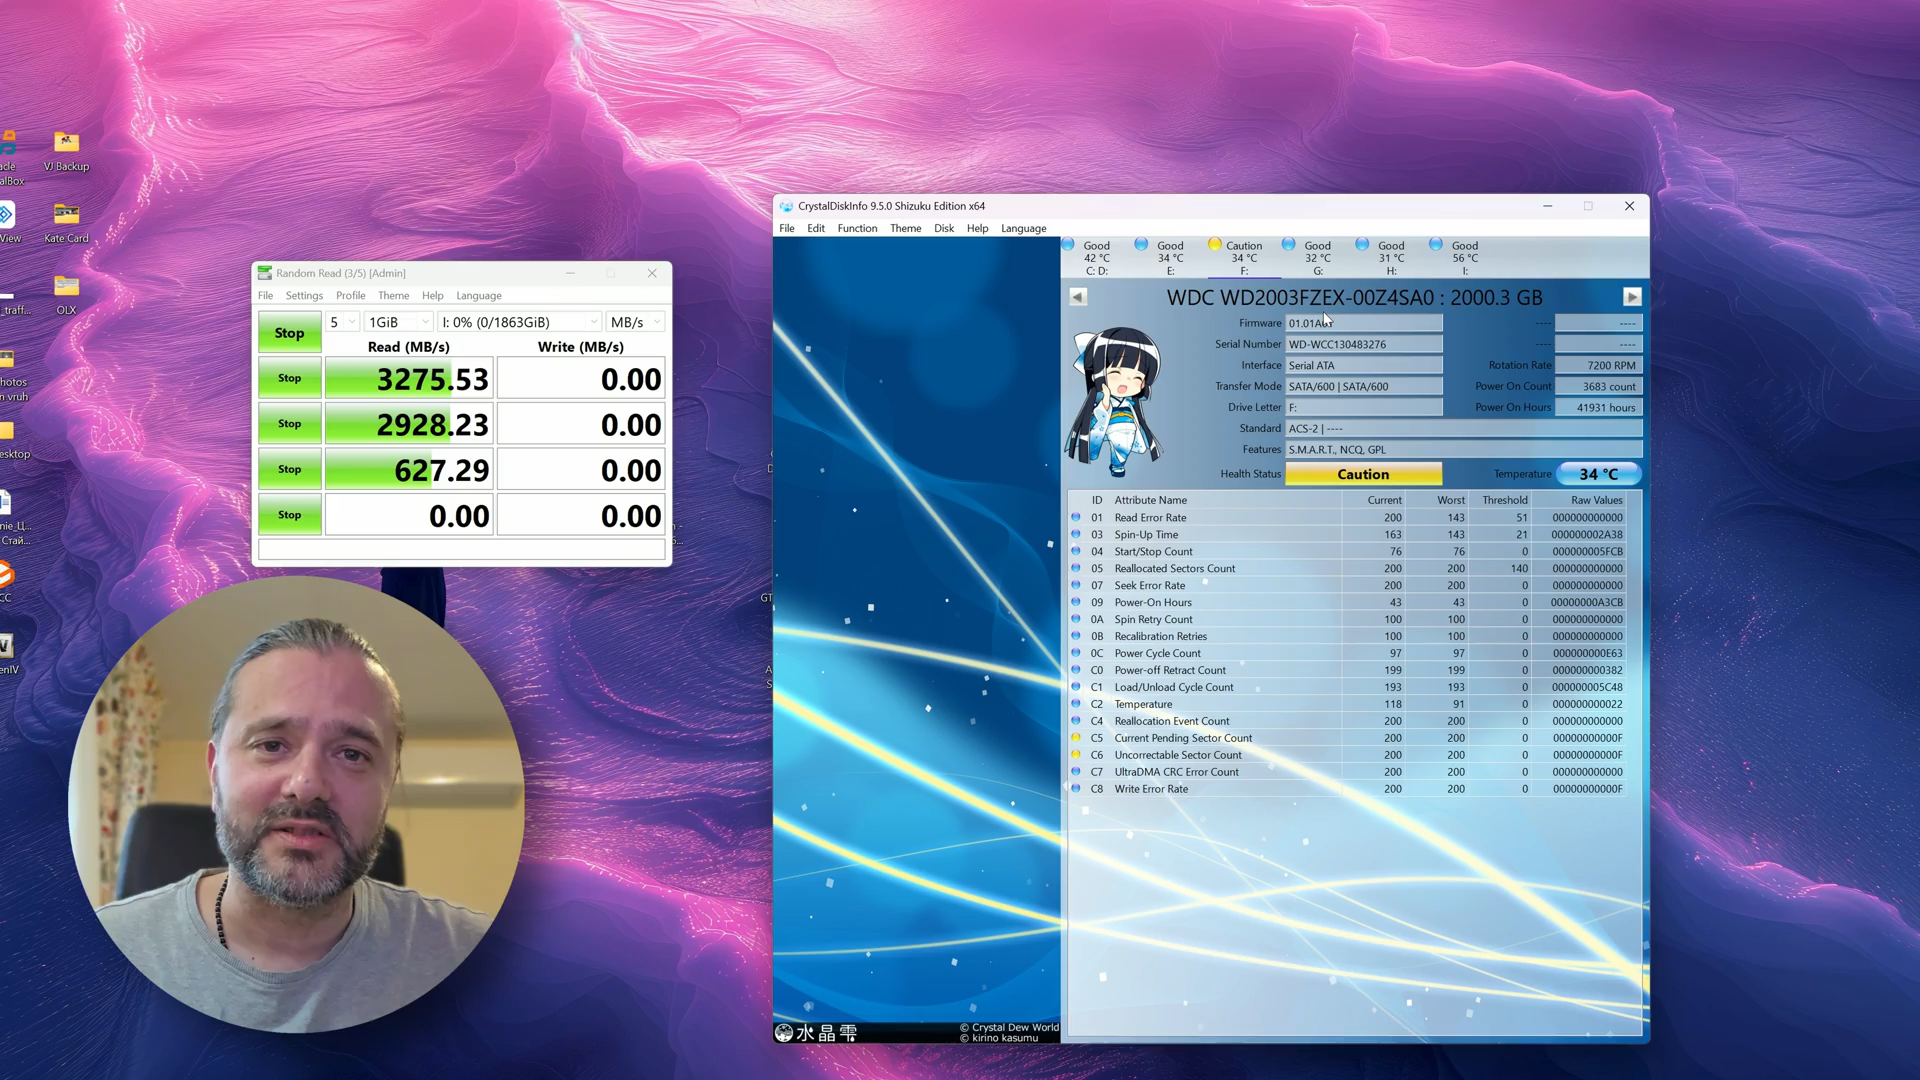 acle
alBox
VJ Backup
View
Kate Card
_traff...
OLX
hotos
n vruh
esktop
nie_Ц...
Стай...
CC
enIV
Random Read (3/5) [Admin]
File Settings Profile Theme Help Language
Stop 5 1GiB I: 0% (0/1863GiB) MB/s
Read (MB/s) Write (MB/s)
Stop 3275.53 0.00
Stop 2928.23 0.00
Stop 627.29 0.00
Stop 0.00 0.00
GT
CrystalDiskInfo 9.5.0 Shizuku Edition x64
File Edit Function Theme Disk Help Language
Good Good Caution Good Good Good
42 °C 34 °C 34 °C 32 °C 31 °C 56 °C
C: D: E: F: G: H: I:
WDC WD2003FZEX-00Z4SA0 : 2000.3 GB
Firmware 01.01A01 ---- ----
Serial Number WD-WCC130483276 ---- ----
Interface Serial ATA Rotation Rate 7200 RPM
Transfer Mode SATA/600 | SATA/600 Power On Count 3683 count
Drive Letter F: Power On Hours 41931 hours
Standard ACS-2 | ----
Features S.M.A.R.T., NCQ, GPL
Health Status Caution Temperature 34 °C
ID Attribute Name Current Worst Threshold Raw Values
01 Read Error Rate 200 143 51 000000000000
03 Spin-Up Time 163 143 21 000000002A38
04 Start/Stop Count 76 76 0 000000005FCB
05 Reallocated Sectors Count 200 200 140 000000000000
07 Seek Error Rate 200 200 0 000000000000
09 Power-On Hours 43 43 0 00000000A3CB
0A Spin Retry Count 100 100 0 000000000000
0B Recalibration Retries 100 100 0 000000000000
0C Power Cycle Count 97 97 0 000000000E63
C0 Power-off Retract Count 199 199 0 000000000382
C1 Load/Unload Cycle Count 193 193 0 000000005C48
C2 Temperature 118 91 0 000000000022
C4 Reallocation Event Count 200 200 0 000000000000
C5 Current Pending Sector Count 200 200 0 00000000000F
C6 Uncorrectable Sector Count 200 200 0 00000000000F
C7 UltraDMA CRC Error Count 200 200 0 000000000000
C8 Write Error Rate 200 200 0 00000000000F
水晶雫
© Crystal Dew World
© kirino kasumu